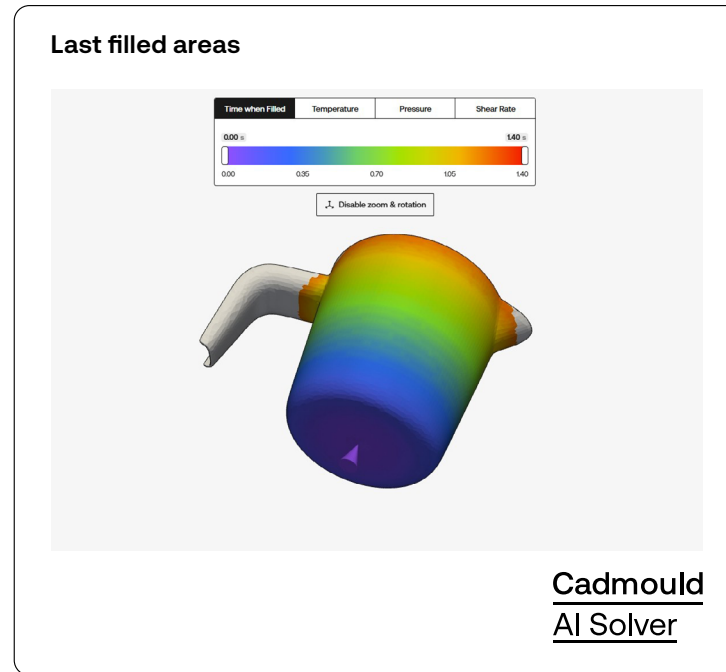 Last filled areas
Time when Filled Temperature Pressure Shear Rate
0.00 s 1.40 s
0.00 0.35 0.70 1.05 1.40
Disable zoom & rotation
Cadmould
AI Solver